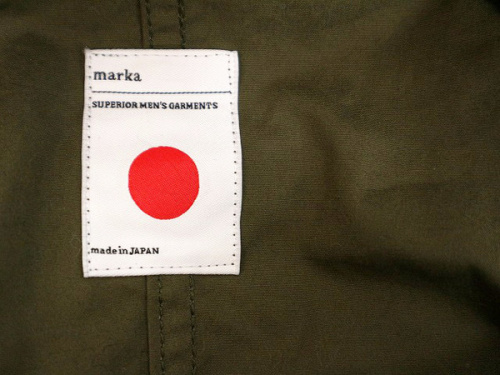 marka
SUPERIOR MEN'S GARMENTS
made in JAPAN